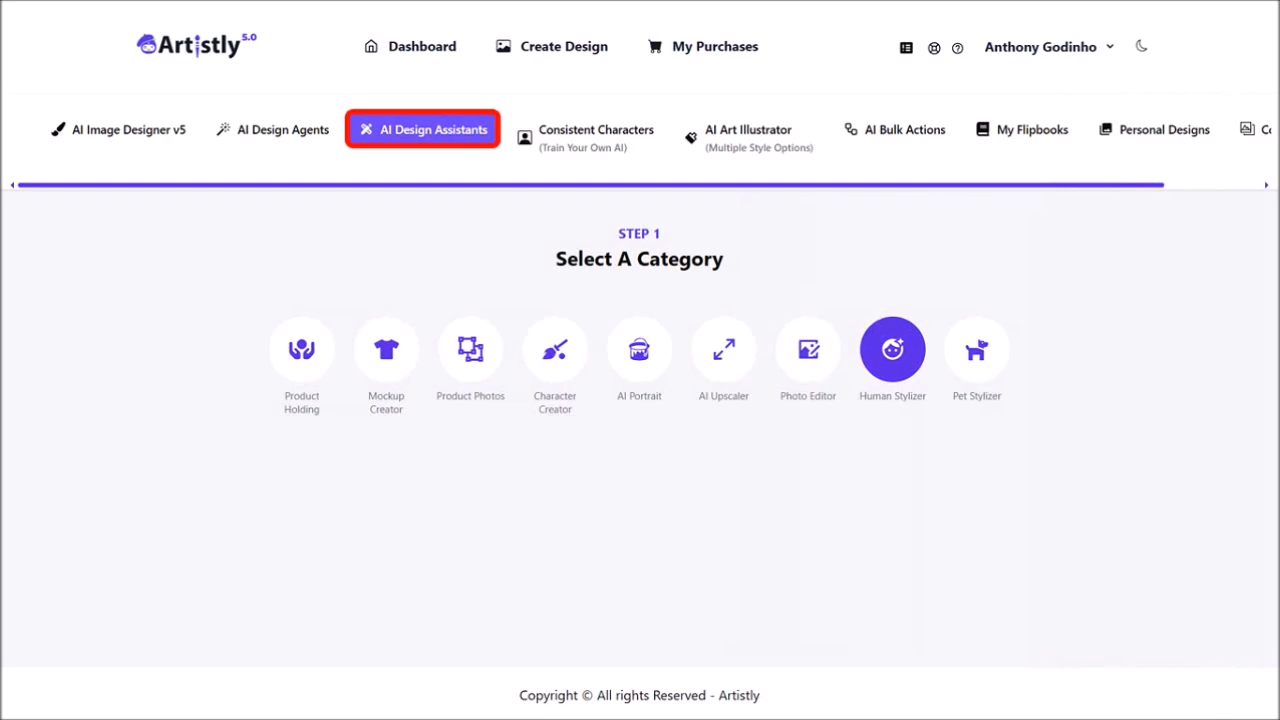 Artistly 5.0
Dashboard
Create Design
My Purchases
Anthony Godinho
AI Image Designer v5
AI Design Agents
AI Design Assistants
Consistent Characters
(Train Your Own AI)
AI Art Illustrator
(Multiple Style Options)
AI Bulk Actions
My Flipbooks
Personal Designs
STEP 1
Select A Category
Product
Holding
Mockup
Creator
Product Photos
Character
Creator
AI Portrait
AI Upscaler
Photo Editor
Human Stylizer
Pet Stylizer
Copyright © All rights Reserved - Artistly